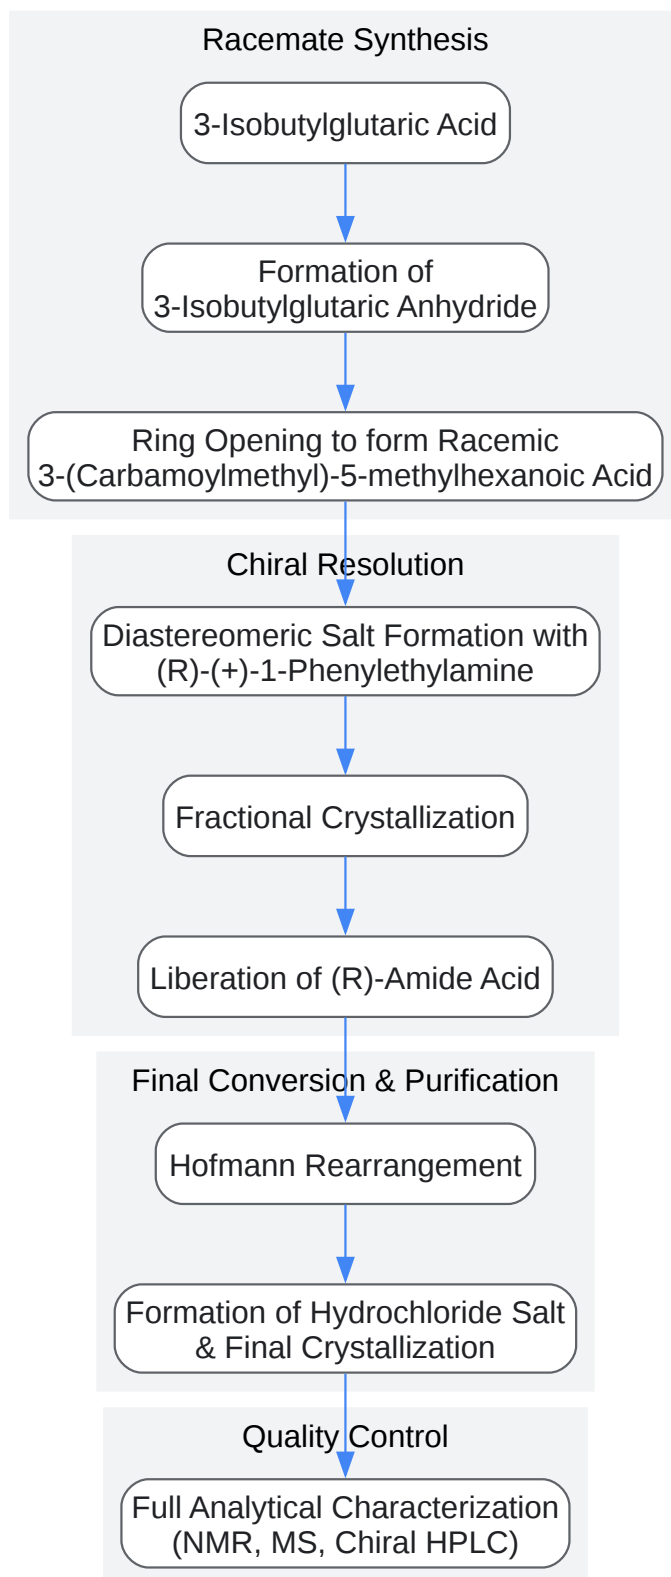 Racemate Synthesis
3-Isobutylglutaric Acid
Formation of
3-Isobutylglutaric Anhydride
Ring Opening to form Racemic
3-(Carbamoylmethyl)-5-methylhexanoic Acid
Chiral Resolution
Diastereomeric Salt Formation with
(R)-(+)-1-Phenylethylamine
Fractional Crystallization
Liberation of (R)-Amide Acid
Final Conversion & Purification
Hofmann Rearrangement
Formation of Hydrochloride Salt
& Final Crystallization
Quality Control
Full Analytical Characterization
(NMR, MS, Chiral HPLC)